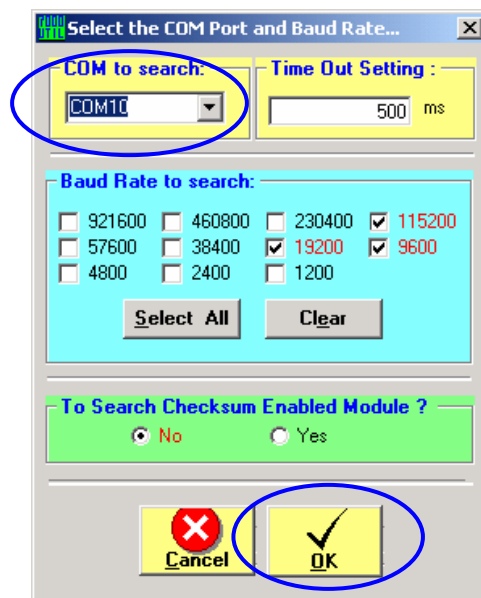 Select the COM Port and Baud Rate...
COM to search:
Time Out Setting :
COM10
500 ms
Baud Rate to search:
921600 460800 230400 115200
57600 38400 19200 9600
4800 2400 1200
Select All Clear
To Search Checksum Enabled Module ?
No Yes
Cancel OK